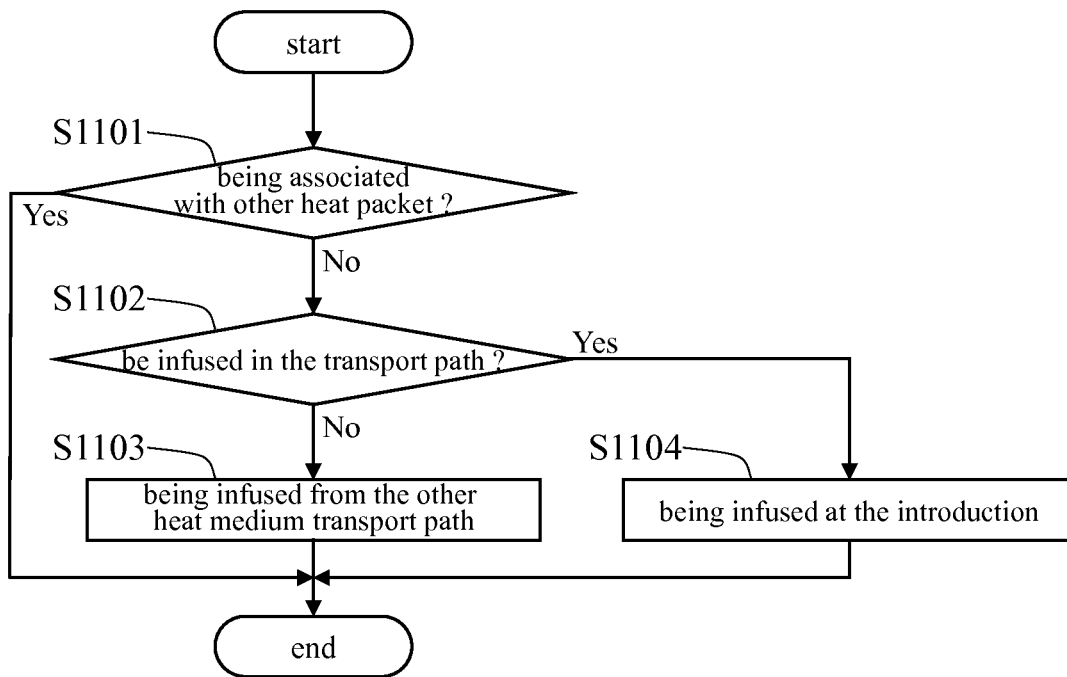 start
S1101
being associated
with other heat packet ?
Yes
No
S1102
be infused in the transport path ?
Yes
No
S1103
being infused from the other
heat medium transport path
S1104
being infused at the introduction
end